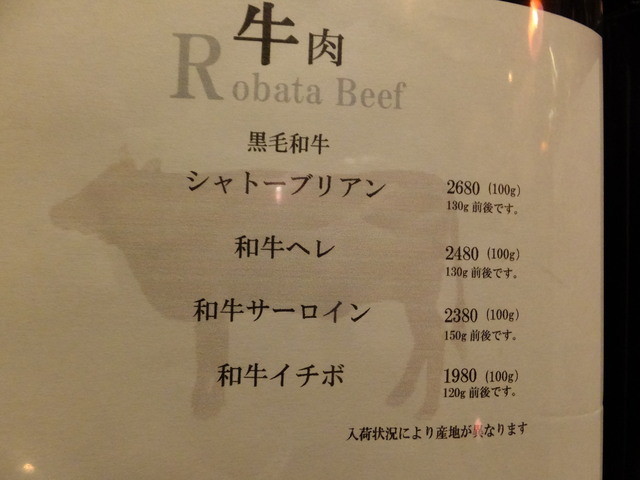 牛肉
Robata Beef
黒毛和牛
シャトーブリアン 2680 (100g)
130g 前後です。
和牛ヘレ 2480 (100g)
130g 前後です。
和牛サーロイン 2380 (100g)
150g 前後です。
和牛イチボ 1980 (100g)
120g 前後です。
入荷状況により産地が異なります